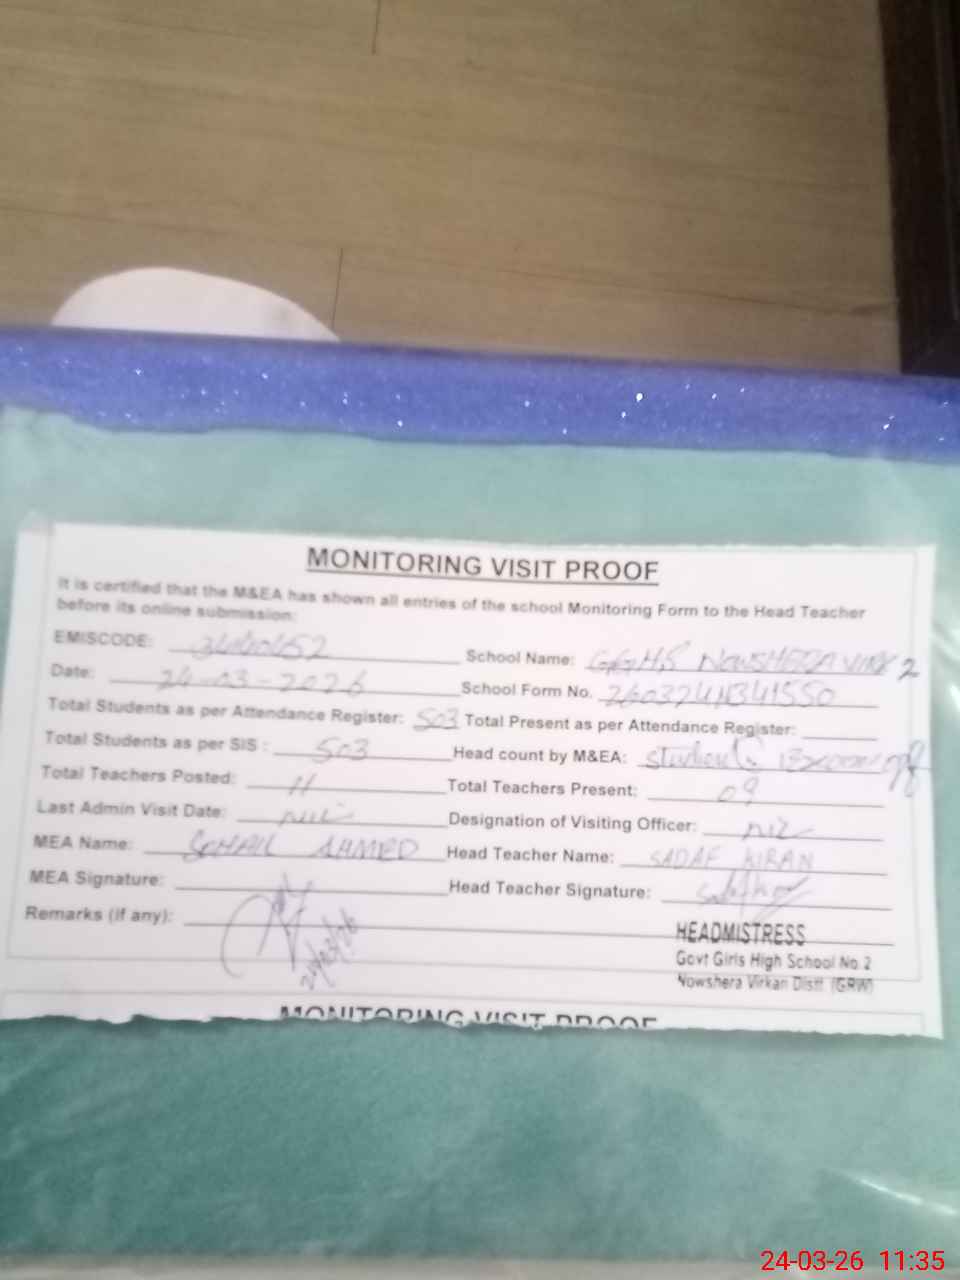 MONITORING VISIT PROOF
It is certified that the M&EA has shown all entries of the school Monitoring Form to the Head Teacher
before its online submission:
EMISCODE: School Name: GGHS NOWSHERA VIRK 2
Date: 24-03-2026 School Form No.
Total Students as per Attendance Register: 503 Total Present as per Attendance Register:
Total Students as per SIS : 503 Head count by M&EA: students
Total Teachers Posted: 11 Total Teachers Present: 09
Last Admin Visit Date: Nil Designation of Visiting Officer: Nil
MEA Name: SOHAIL AHMED Head Teacher Name: SADAF KIRAN
MEA Signature: Head Teacher Signature:
Remarks (if any):
HEADMISTRESS
Govt Girls High School No.2
Nowshera Virkan Distt. (GRW)
MONITORING VISIT PROOF
24-03-26 11:35